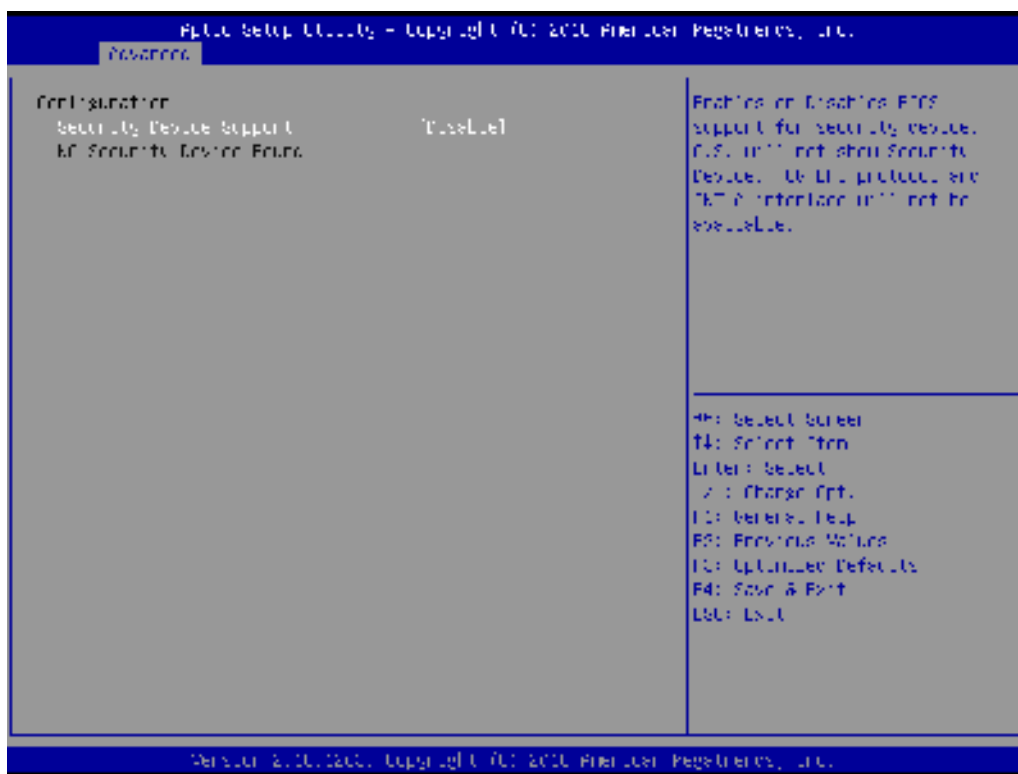 Aptio Setup Utility - Copyright (C) American Megatrends, Inc.
Advanced
Configuration
Security Device Support [Disable]
NO Security Device Found
Enables or Disables BIOS
support for security device.
O.S. will not show Security
Device. TCG EFI protocol and
INT1A interface will not be
available.
: Select Screen
↑↓: Select Item
Enter: Select
: Change Opt.
F1: General Help
F2: Previous Values
F3: Optimized Defaults
F4: Save & Exit
ESC: Exit
Version Copyright (C) American Megatrends, Inc.